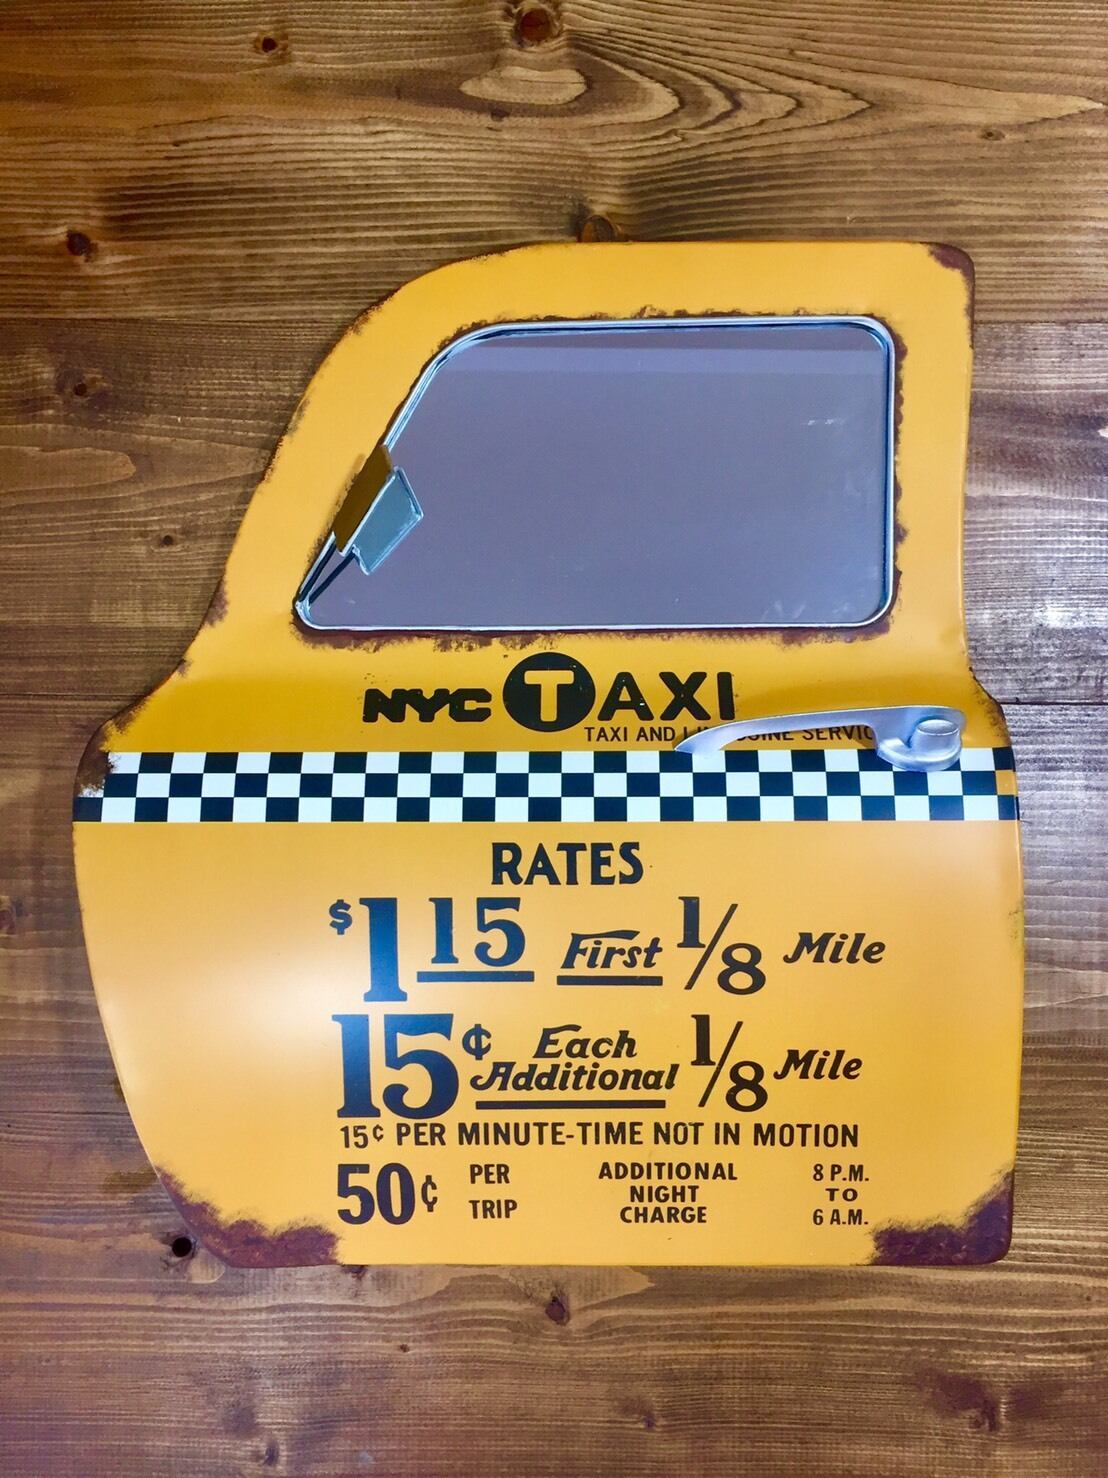 NYC TAXI
TAXI AND SERVIC
RATES
$1 15 First 1/8 Mile
15¢ Each Additional 1/8 Mile
15¢ PER MINUTE-TIME NOT IN MOTION
50¢ PER TRIP ADDITIONAL NIGHT CHARGE 8 P.M. TO 6 A.M.